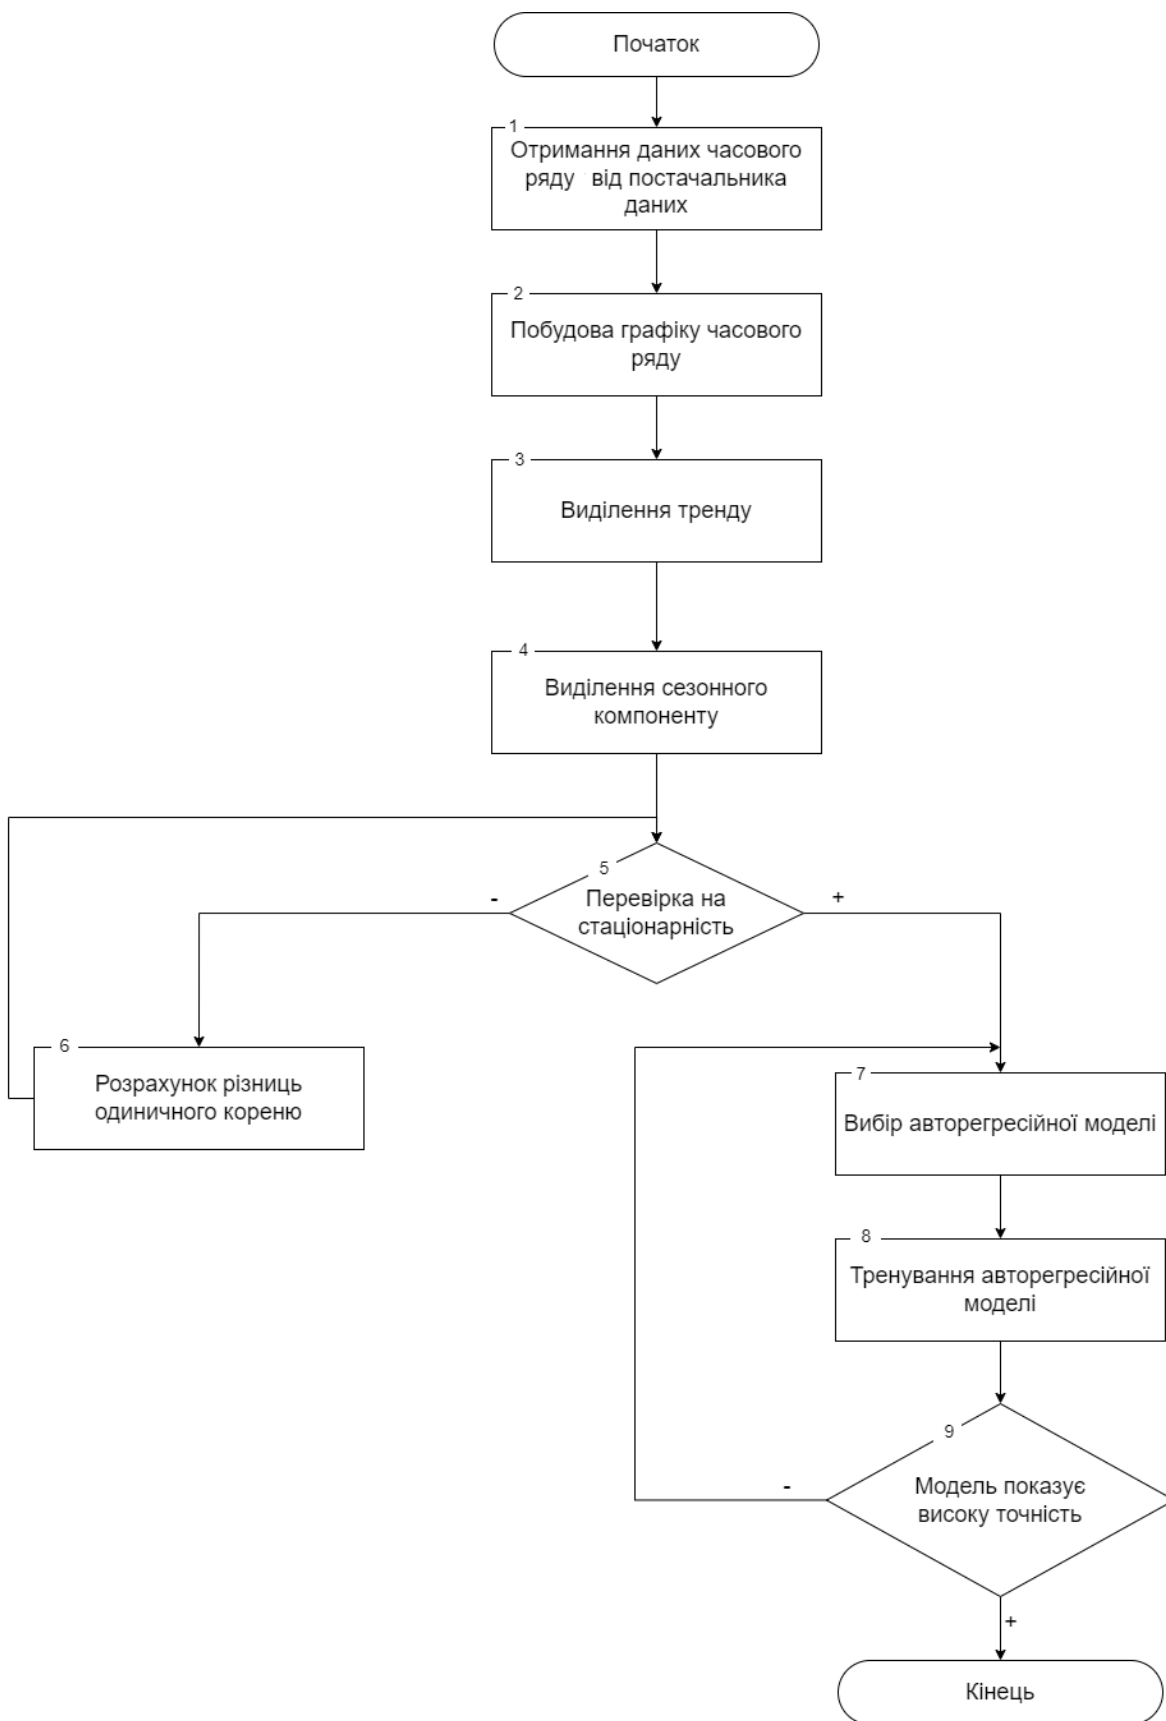 Початок
1
Отримання даних часового
ряду від постачальника
даних
2
Побудова графіку часового
ряду
3
Виділення тренду
4
Виділення сезонного
компоненту
5
Перевірка на
стаціонарність
-
+
6
Розрахунок різниць
одиничного кореню
7
Вибір авторегресійної моделі
8
Тренування авторегресійної
моделі
9
Модель показує
високу точність
-
+
Кінець